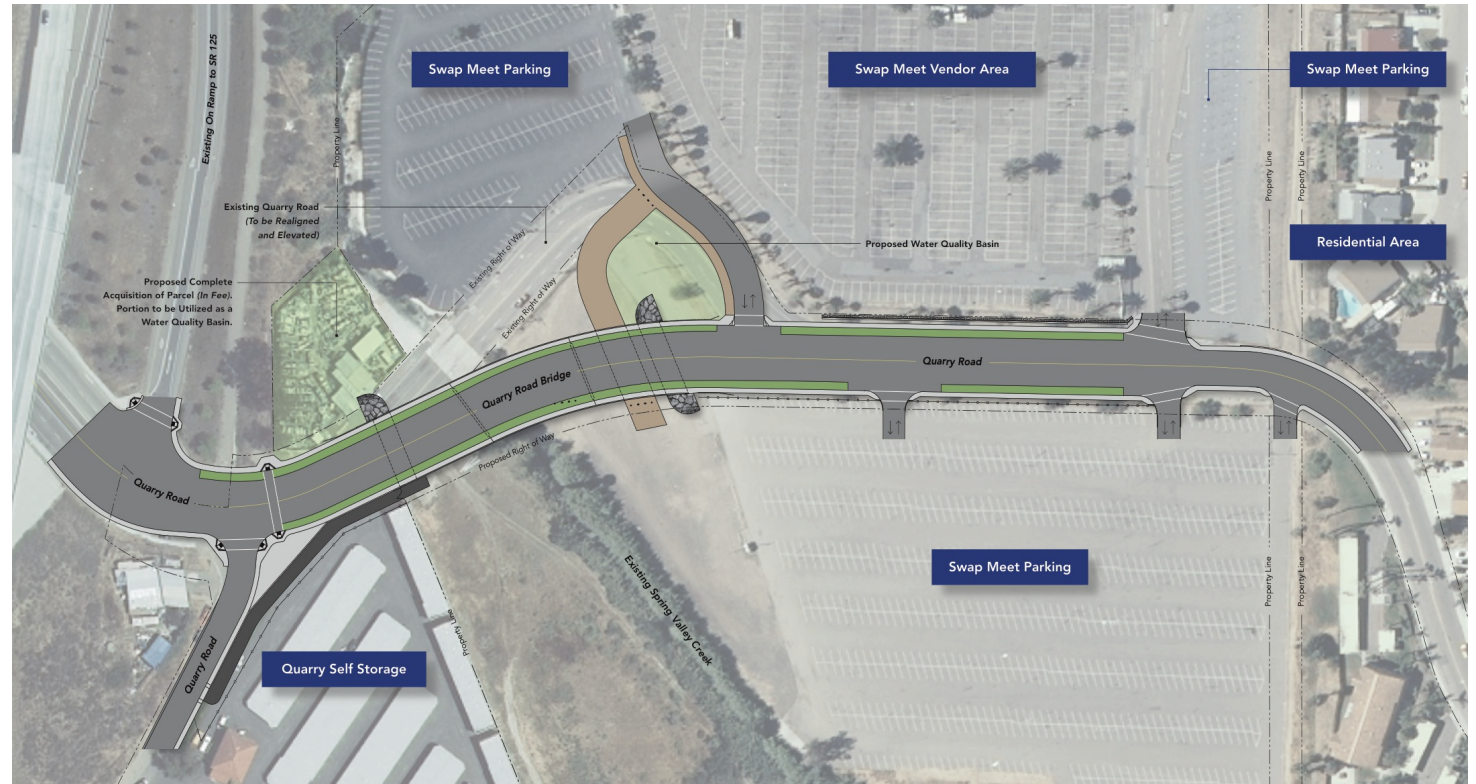 Existing On Ramp to SR 125
Property Line
Swap Meet Parking
Swap Meet Vendor Area
Swap Meet Parking
Property Line
Property Line
Residential Area
Existing Quarry Road
(To be Realigned
and Elevated)
Existing Right of Way
Existing Right of Way
Proposed Water Quality Basin
Proposed Complete
Acquisition of Parcel (In Fee).
Portion to be Utilized as a
Water Quality Basin.
Quarry Road
Quarry Road Bridge
Proposed Right of Way
Quarry Road
Quarry Road
Quarry Self Storage
Property Line
Existing Spring Valley Creek
Swap Meet Parking
Property Line
Property Line